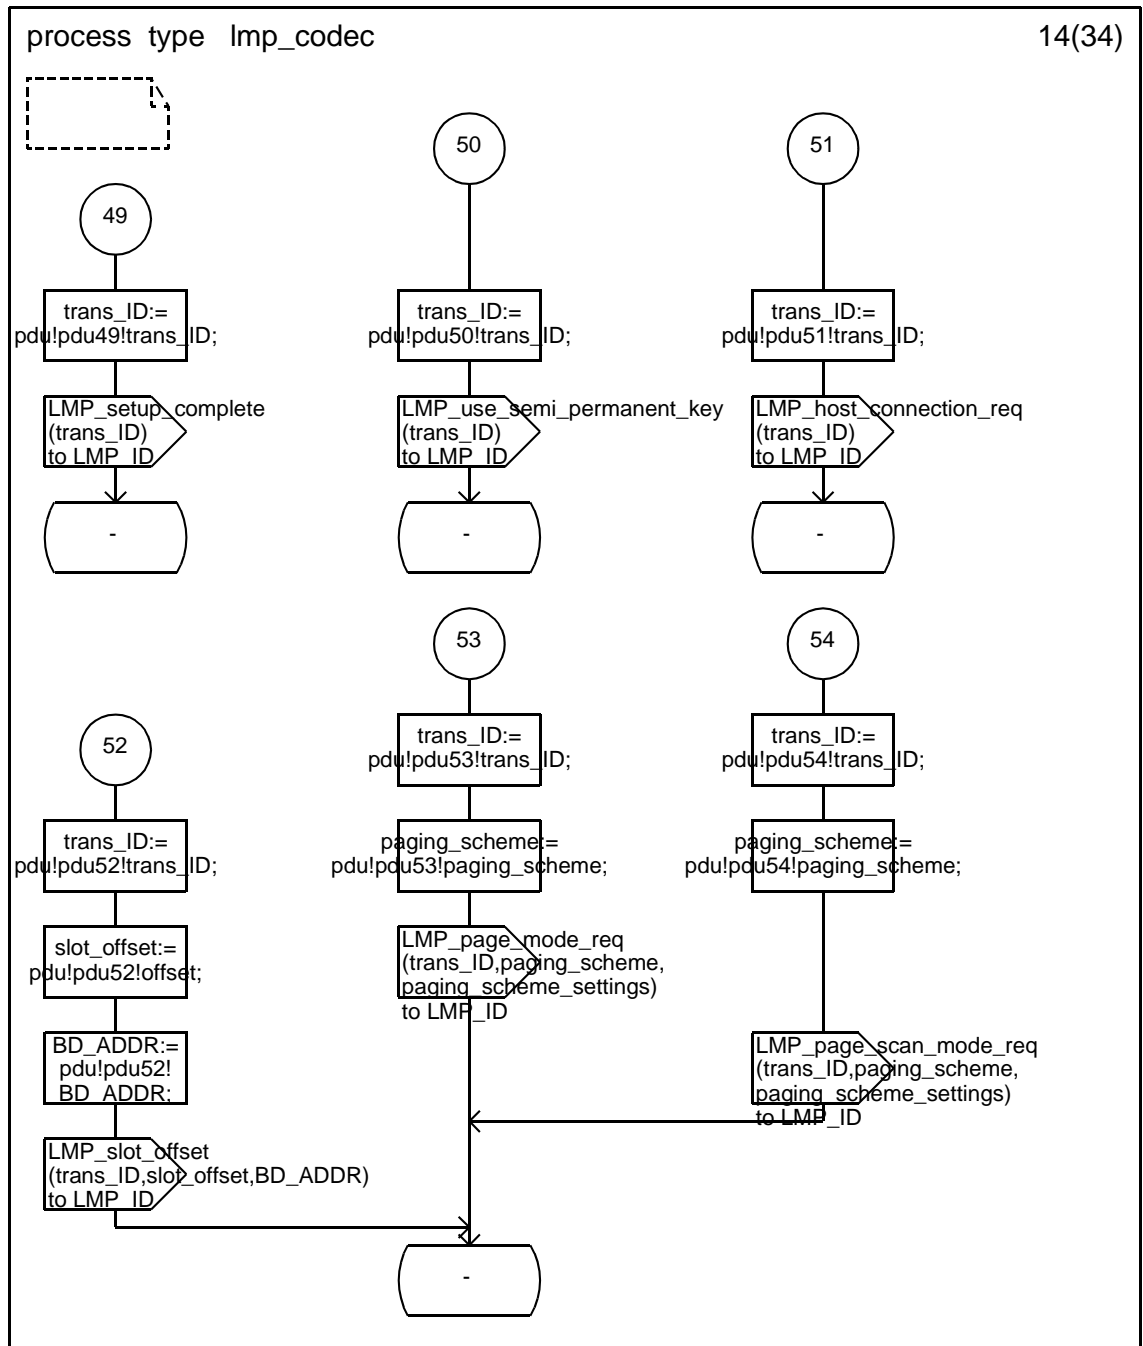 process type lmp_codec
14(34)
50
51
49
trans_ID:=
pdu!pdu49!trans_ID;
trans_ID:=
pdu!pdu50!trans_ID;
trans_ID:=
pdu!pdu51!trans_ID;
LMP_setup_complete
(trans_ID)
to LMP_ID
LMP_use_semi_permanent_key
(trans_ID)
to LMP_ID
LMP_host_connection_req
(trans_ID)
to LMP_ID
-
-
-
53
54
52
trans_ID:=
pdu!pdu53!trans_ID;
trans_ID:=
pdu!pdu54!trans_ID;
trans_ID:=
pdu!pdu52!trans_ID;
paging_scheme:=
pdu!pdu53!paging_scheme;
paging_scheme:=
pdu!pdu54!paging_scheme;
slot_offset:=
pdu!pdu52!offset;
LMP_page_mode_req
(trans_ID,paging_scheme,
paging_scheme_settings)
to LMP_ID
BD_ADDR:=
pdu!pdu52!
BD_ADDR;
LMP_page_scan_mode_req
(trans_ID,paging_scheme,
paging_scheme_settings)
to LMP_ID
LMP_slot_offset
(trans_ID,slot_offset,BD_ADDR)
to LMP_ID
-